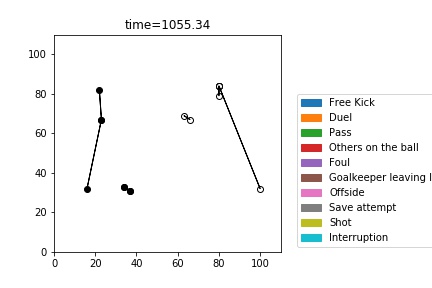 time=1055.34
100
80
60
40
20
0
0 20 40 60 80 100
Free Kick
Duel
Pass
Others on the ball
Foul
Goalkeeper leaving l
Offside
Save attempt
Shot
Interruption